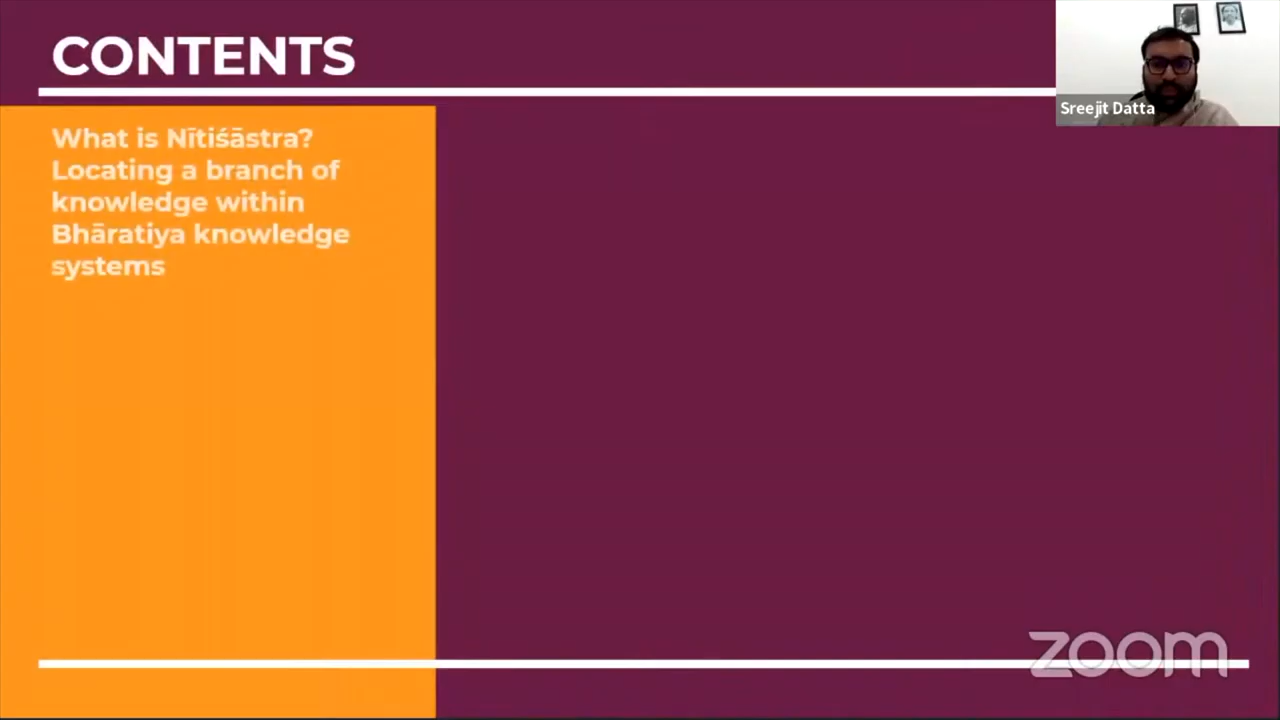 CONTENTS
Sreejit Datta
What is Nītiśāstra?
Locating a branch of
knowledge within
Bhāratiya knowledge
systems
zoom